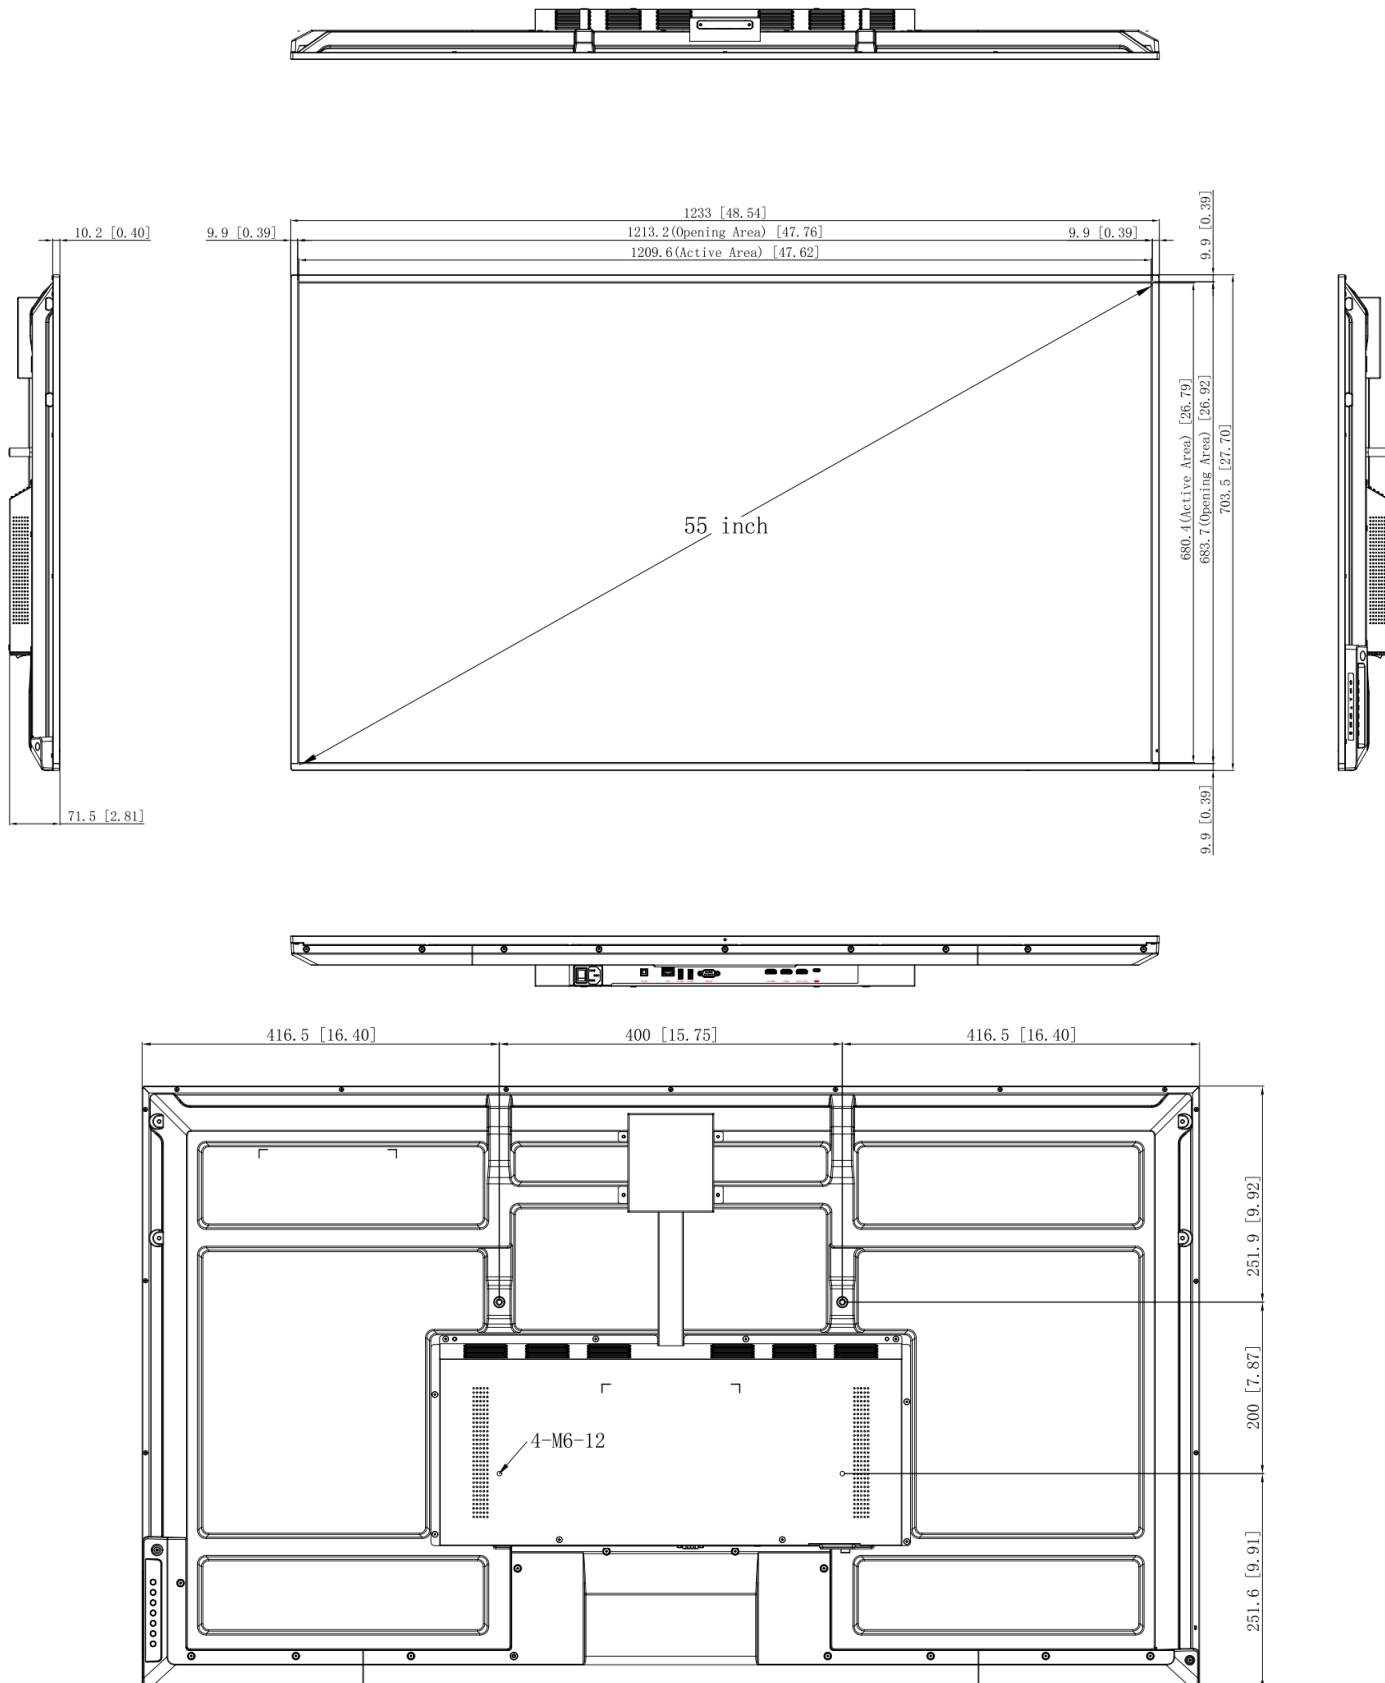 1233 [48.54]
10.2 [0.40]
9.9 [0.39]
1213.2(Opening Area) [47.76]
9.9 [0.39]
9.9 [0.39]
1209.6(Active Area) [47.62]
680.4(Active Area) [26.79]
683.7(Opening Area) [26.92]
703.5 [27.70]
55 inch
71.5 [2.81]
9.9 [0.39]
416.5 [16.40]
400 [15.75]
416.5 [16.40]
251.9 [9.92]
200 [7.87]
4-M6-12
251.6 [9.91]